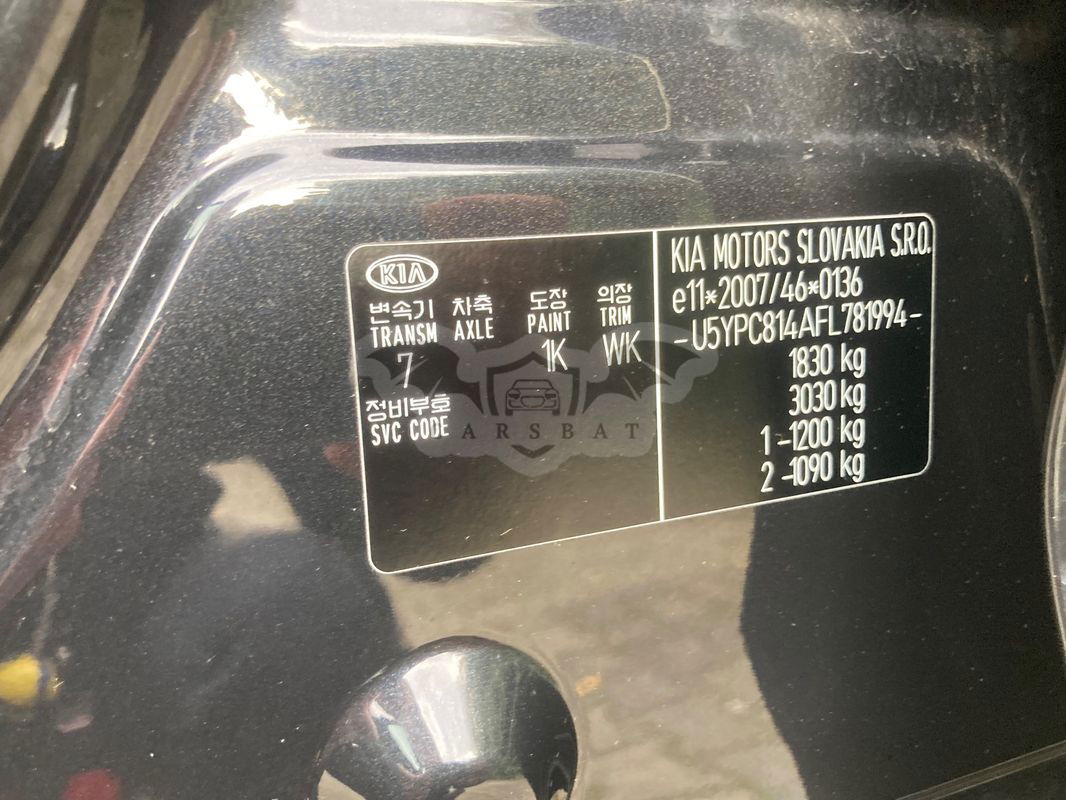 KIA
변속기 차축 도장 의장
TRANSM AXLE PAINT TRIM
7 1K WK
정비부호
SVC CODE
KIA MOTORS SLOVAKIA S.R.O.
e11*2007/46*0136
-U5YPC814AFL781994-
1830 kg
3030 kg
1 -1200 kg
2 -1090 kg
ARSBAT